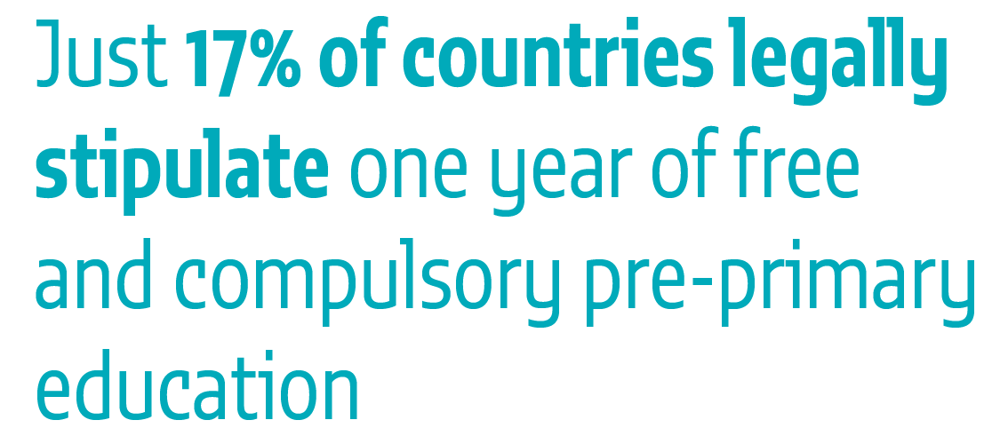 Just 17% of countries legally
stipulate one year of free
and compulsory pre-primary
education